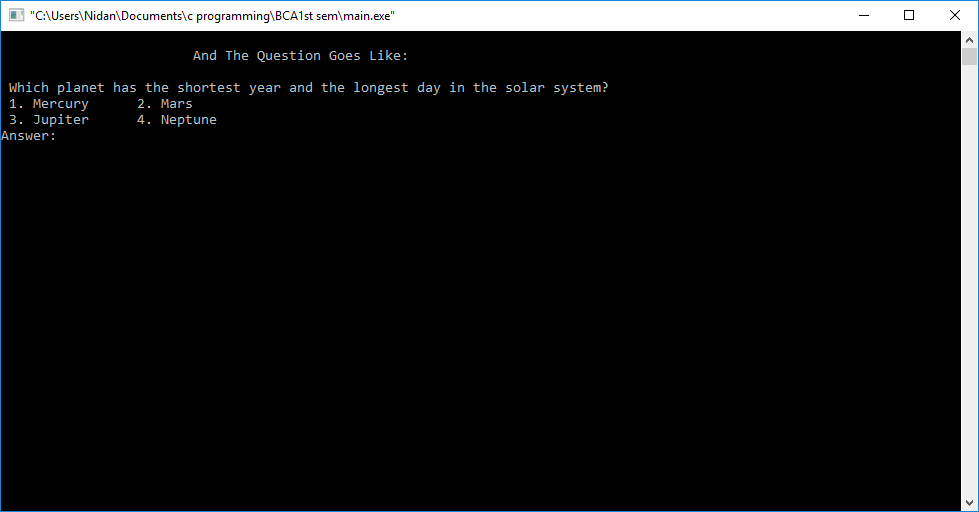 "C:\Users\Nidan\Documents\c programming\BCA1st sem\main.exe"
And The Question Goes Like:
Which planet has the shortest year and the longest day in the solar system?
1. Mercury      2. Mars
3. Jupiter      4. Neptune
Answer: